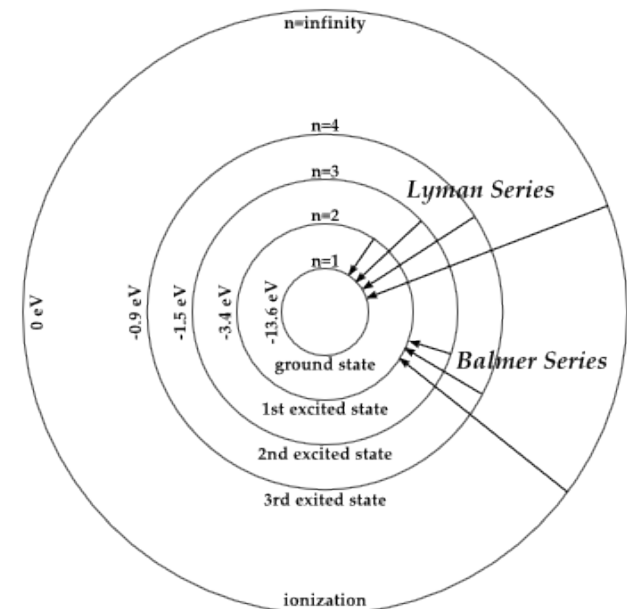 n=infinity
n=4
n=3
Lyman Series
n=2
n=1
0 eV
-0.9 eV
-1.5 eV
-3.4 eV
-13.6 eV
ground state
Balmer Series
1st excited state
2nd excited state
3rd exited state
ionization